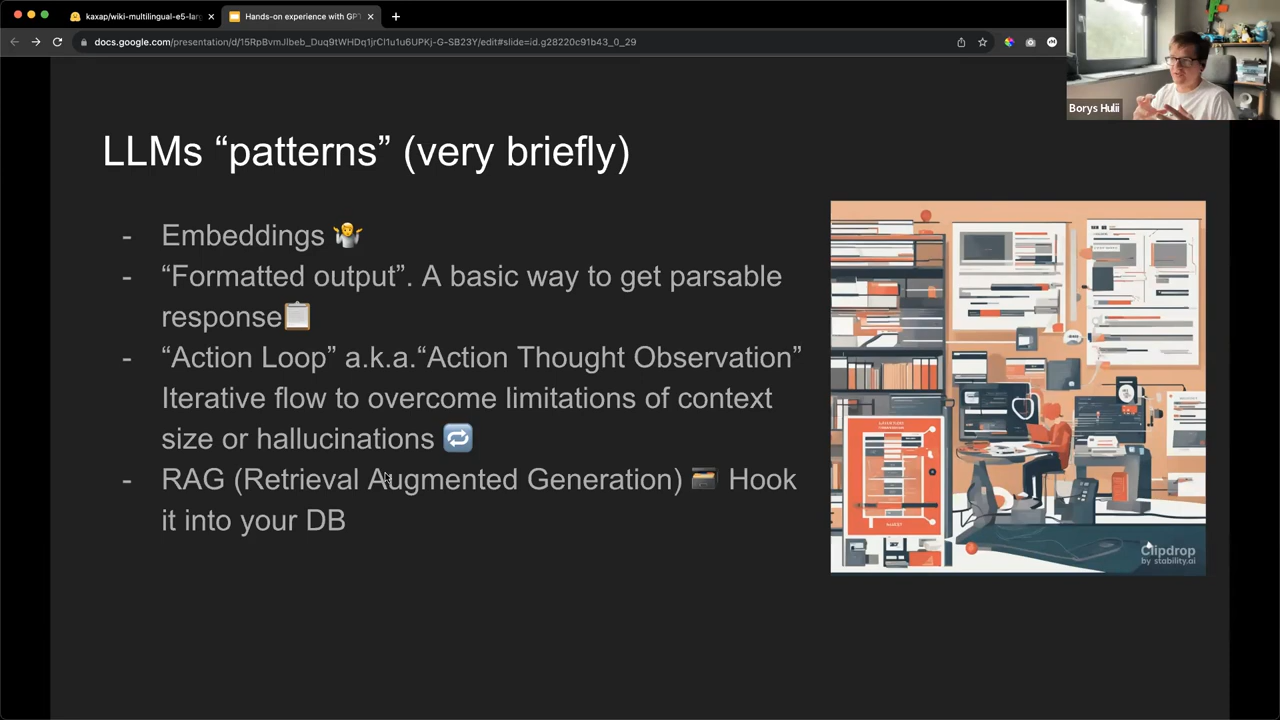 kaxap/wiki-multilingual-e5-lar
Hands-on experience with GPT
docs.google.com/presentation/d/15RpBvmJlbeb_Duq9tWHDq1jrCl1u1u6UPKj-G-SB23Y/edit#slide=id.g28220c91b43_0_29
Borys Hulii
LLMs “patterns” (very briefly)
- Embeddings 🤷
- “Formatted output”. A basic way to get parsable
response📋
- “Action Loop” a.k.a.“Action Thought Observation”
Iterative flow to overcome limitations of context
size or hallucinations 🔁
- RAG (Retrieval Augmented Generation) 🗃️ Hook
it into your DB
Clipdrop
by stability.ai